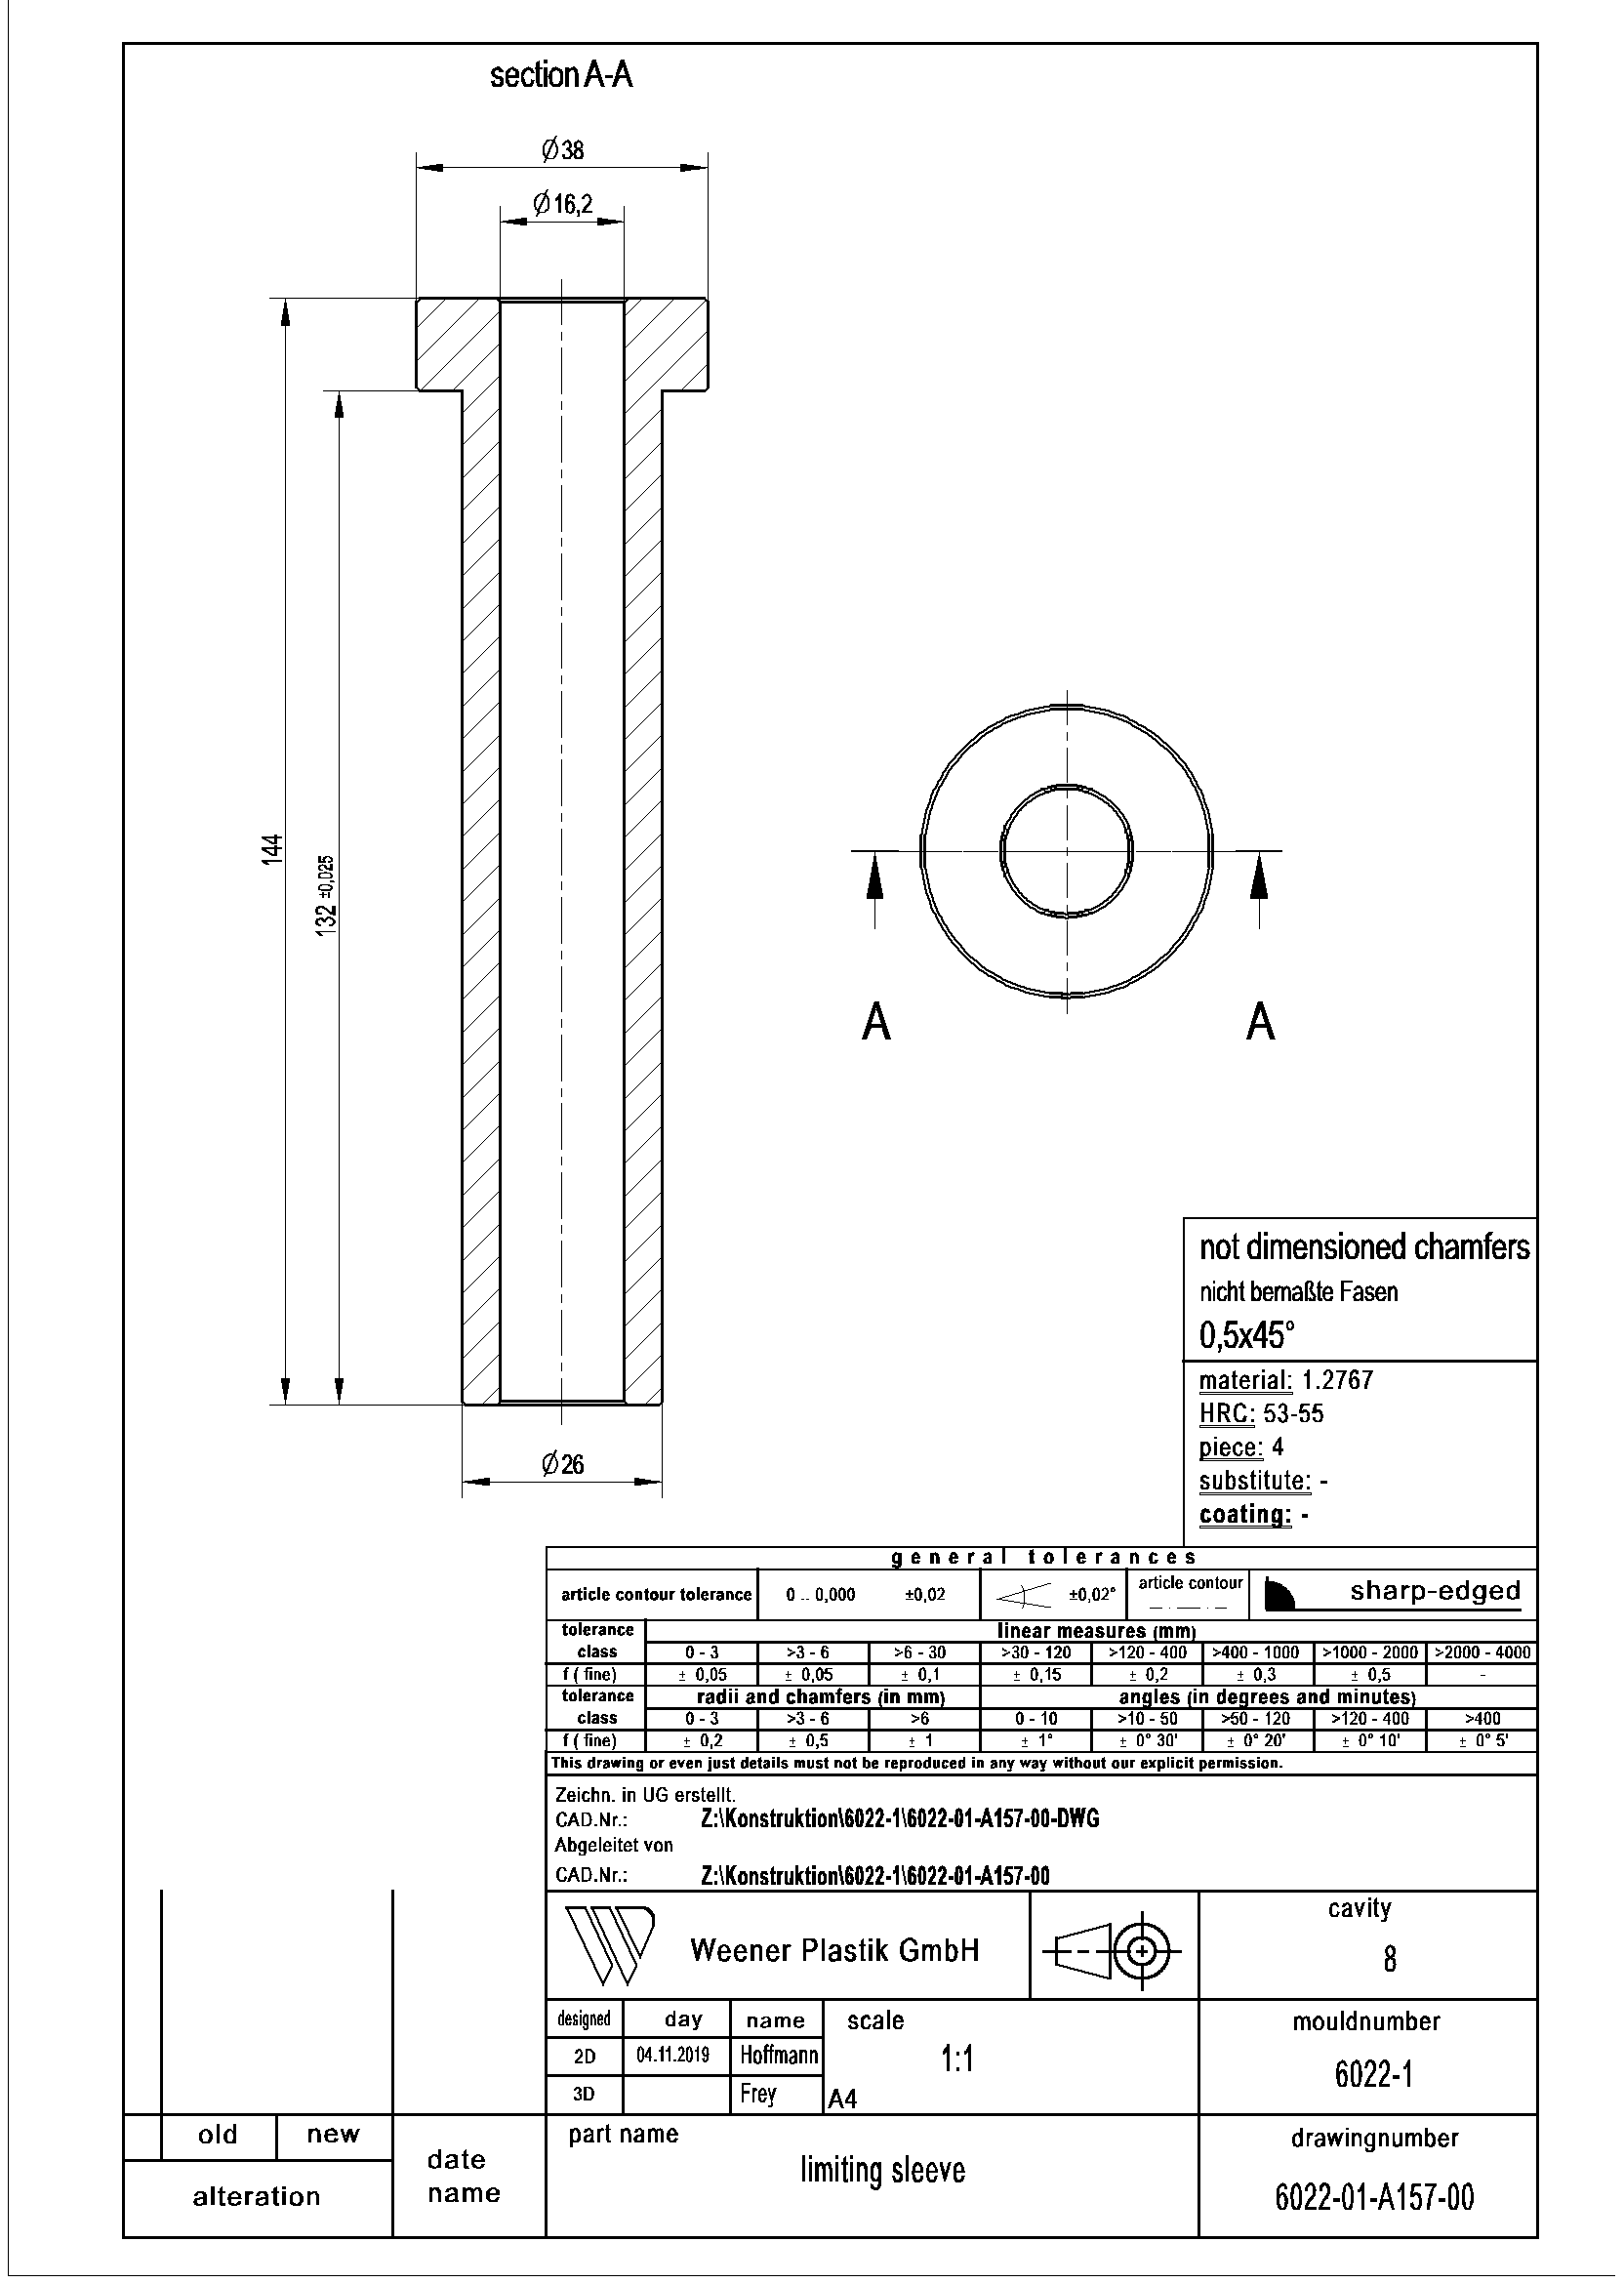 section A-A
Ø38
Ø16,2
144
132 ±0,025
A A
Ø26
not dimensioned chamfers
nicht bemaßte Fasen
0,5x45°
material: 1.2767
HRC: 53-55
piece: 4
substitute: -
coating: -
general tolerances
article contour tolerance 0 .. 0,000 ±0,02 ±0,02° article contour sharp-edged
tolerance class linear measures (mm)
0 - 3 >3 - 6 >6 - 30 >30 - 120 >120 - 400 >400 - 1000 >1000 - 2000 >2000 - 4000
f ( fine) ± 0,05 ± 0,05 ± 0,1 ± 0,15 ± 0,2 ± 0,3 ± 0,5 -
tolerance class radii and chamfers (in mm) angles (in degrees and minutes)
0 - 3 >3 - 6 >6 0 - 10 >10 - 50 >50 - 120 >120 - 400 >400
f ( fine) ± 0,2 ± 0,5 ± 1 ± 1° ± 0° 30' ± 0° 20' ± 0° 10' ± 0° 5'
This drawing or even just details must not be reproduced in any way without our explicit permission.
Zeichn. in UG erstellt.
CAD.Nr.: Z:\Konstruktion\6022-1\6022-01-A157-00-DWG
Abgeleitet von
CAD.Nr.: Z:\Konstruktion\6022-1\6022-01-A157-00
Weener Plastik GmbH
cavity
8
designed day name scale
2D 04.11.2019 Hoffmann 1:1
3D Frey A4
mouldnumber
6022-1
old new
alteration
date
name
part name
limiting sleeve
drawingnumber
6022-01-A157-00